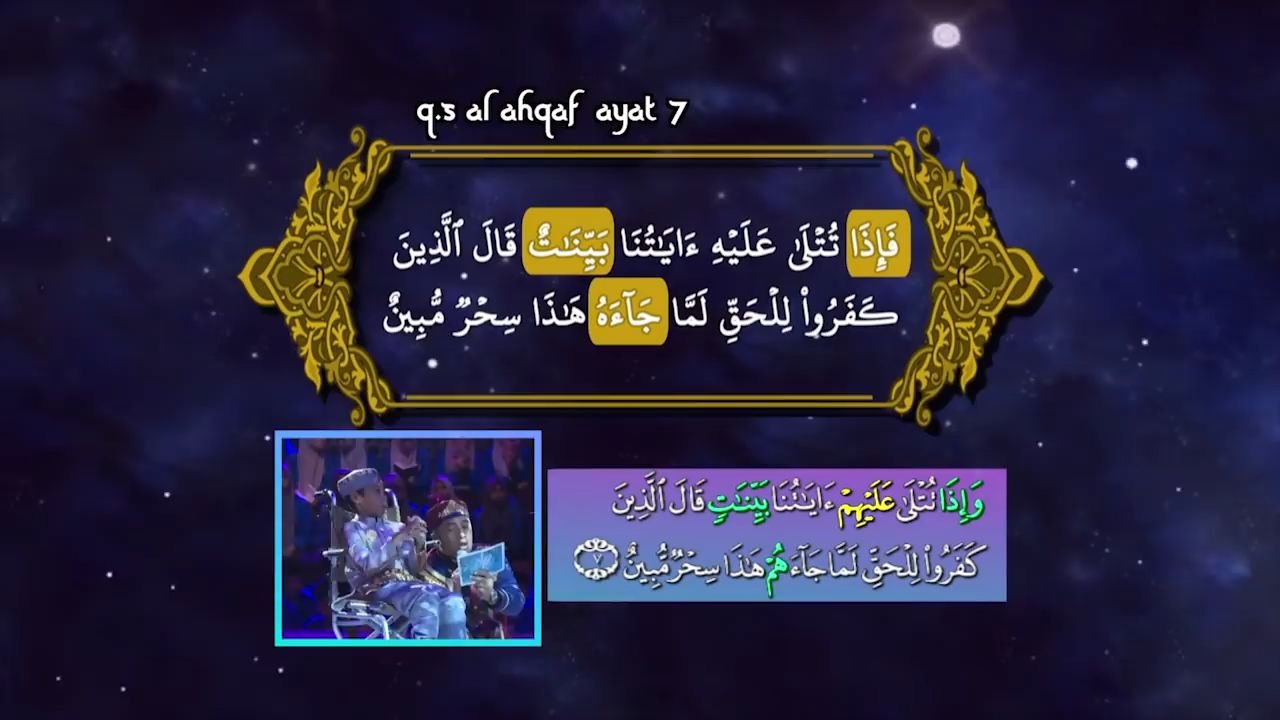 Q.S Al Ahqaf ayat 7
فَإِذَا تُتْلَىٰ عَلَيْهِ ءَايَـٰتُنَا بَيِّنَـٰتٌ قَالَ ٱلَّذِينَ
كَفَرُوا۟ لِلْحَقِّ لَمَّا جَآءَهُ هَـٰذَا سِحْرٌ مُّبِينٌ
وَإِذَا تُتْلَىٰ عَلَيْهِمْ ءَايَـٰتُنَا بَيِّنَـٰتٍ قَالَ ٱلَّذِينَ
كَفَرُوا۟ لِلْحَقِّ لَمَّا جَآءَهُمْ هَـٰذَا سِحْرٌ مُّبِينٌ ٧